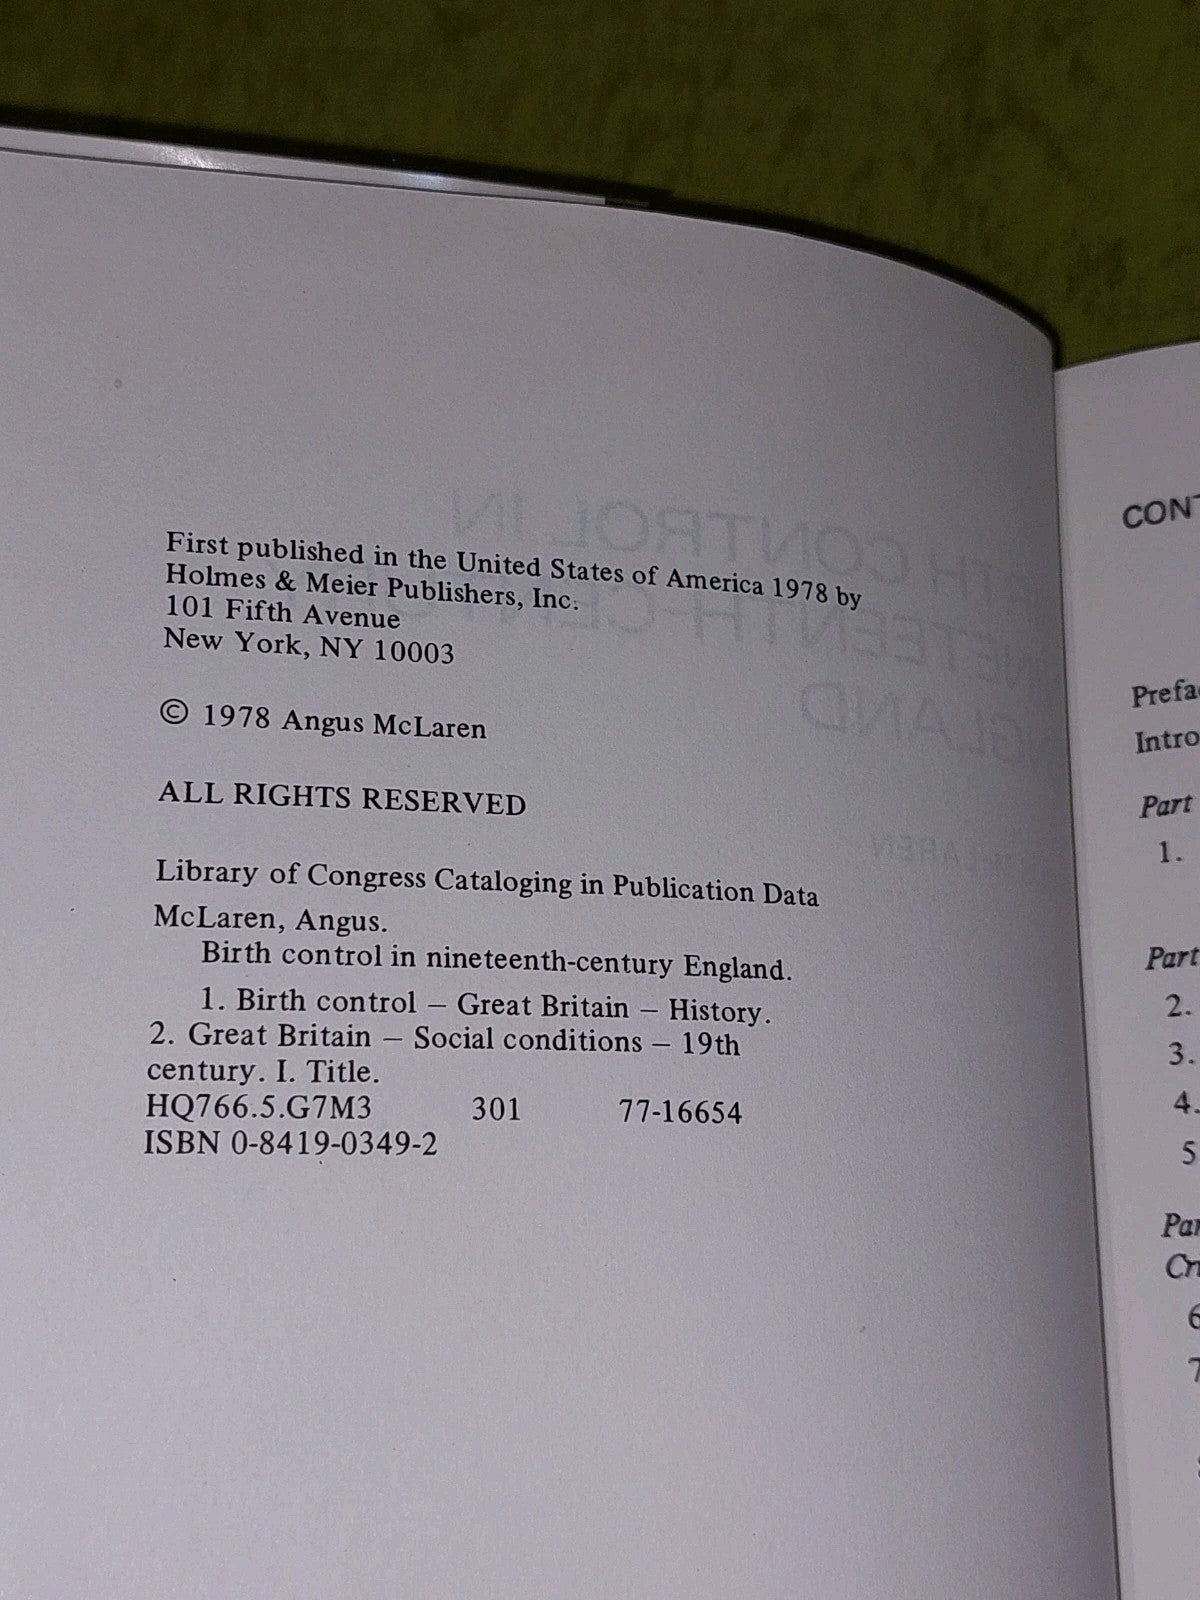 First published in the United States of America 1978 by
Holmes & Meier Publishers, Inc.
101 Fifth Avenue
New York, NY 10003
© 1978 Angus McLaren
ALL RIGHTS RESERVED
Library of Congress Cataloging in Publication Data
McLaren, Angus.
Birth control in nineteenth-century England.
1. Birth control – Great Britain – History.
2. Great Britain – Social conditions – 19th
century. I. Title.
HQ766.5.G7M3 301 77-16654
ISBN 0-8419-0349-2
Part
1.
Part
2.
3.
4.
5
6
7